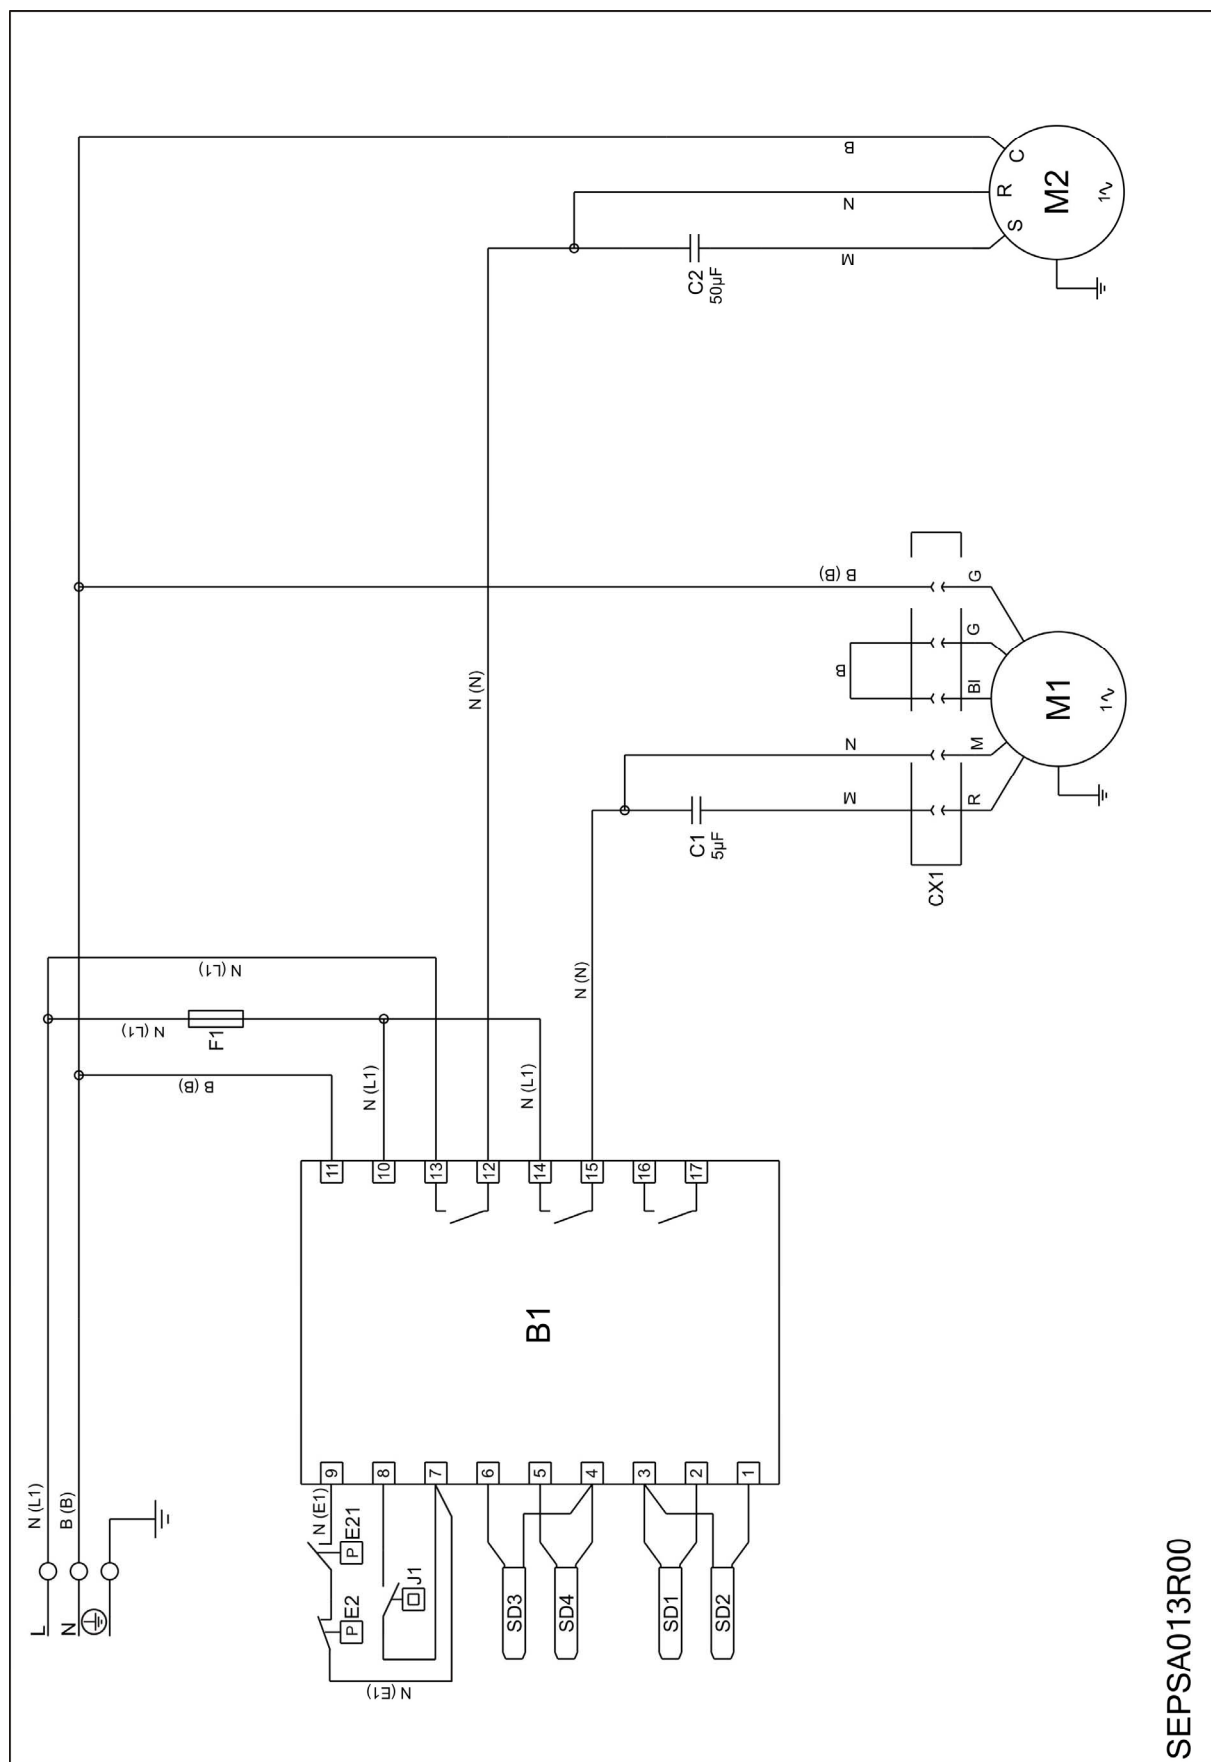 L
N
N (L1)
B (B)
N (L1)
N (L1)
F1
B (B)
N (L1)
N (L1)
N (N)
N (N)
B1
9
8
7
6
5
4
3
2
1
11
10
13
12
14
15
16
17
N (E1)
P
E21
P
E2
N (E1)
J1
SD3
SD4
SD1
SD2
C1
5µF
M
N
B
B (B)
CX1
R
M
Bl
G
G
M1
1
C2
50µF
M
N
B
S
R
C
M2
1
SEPSA013R00